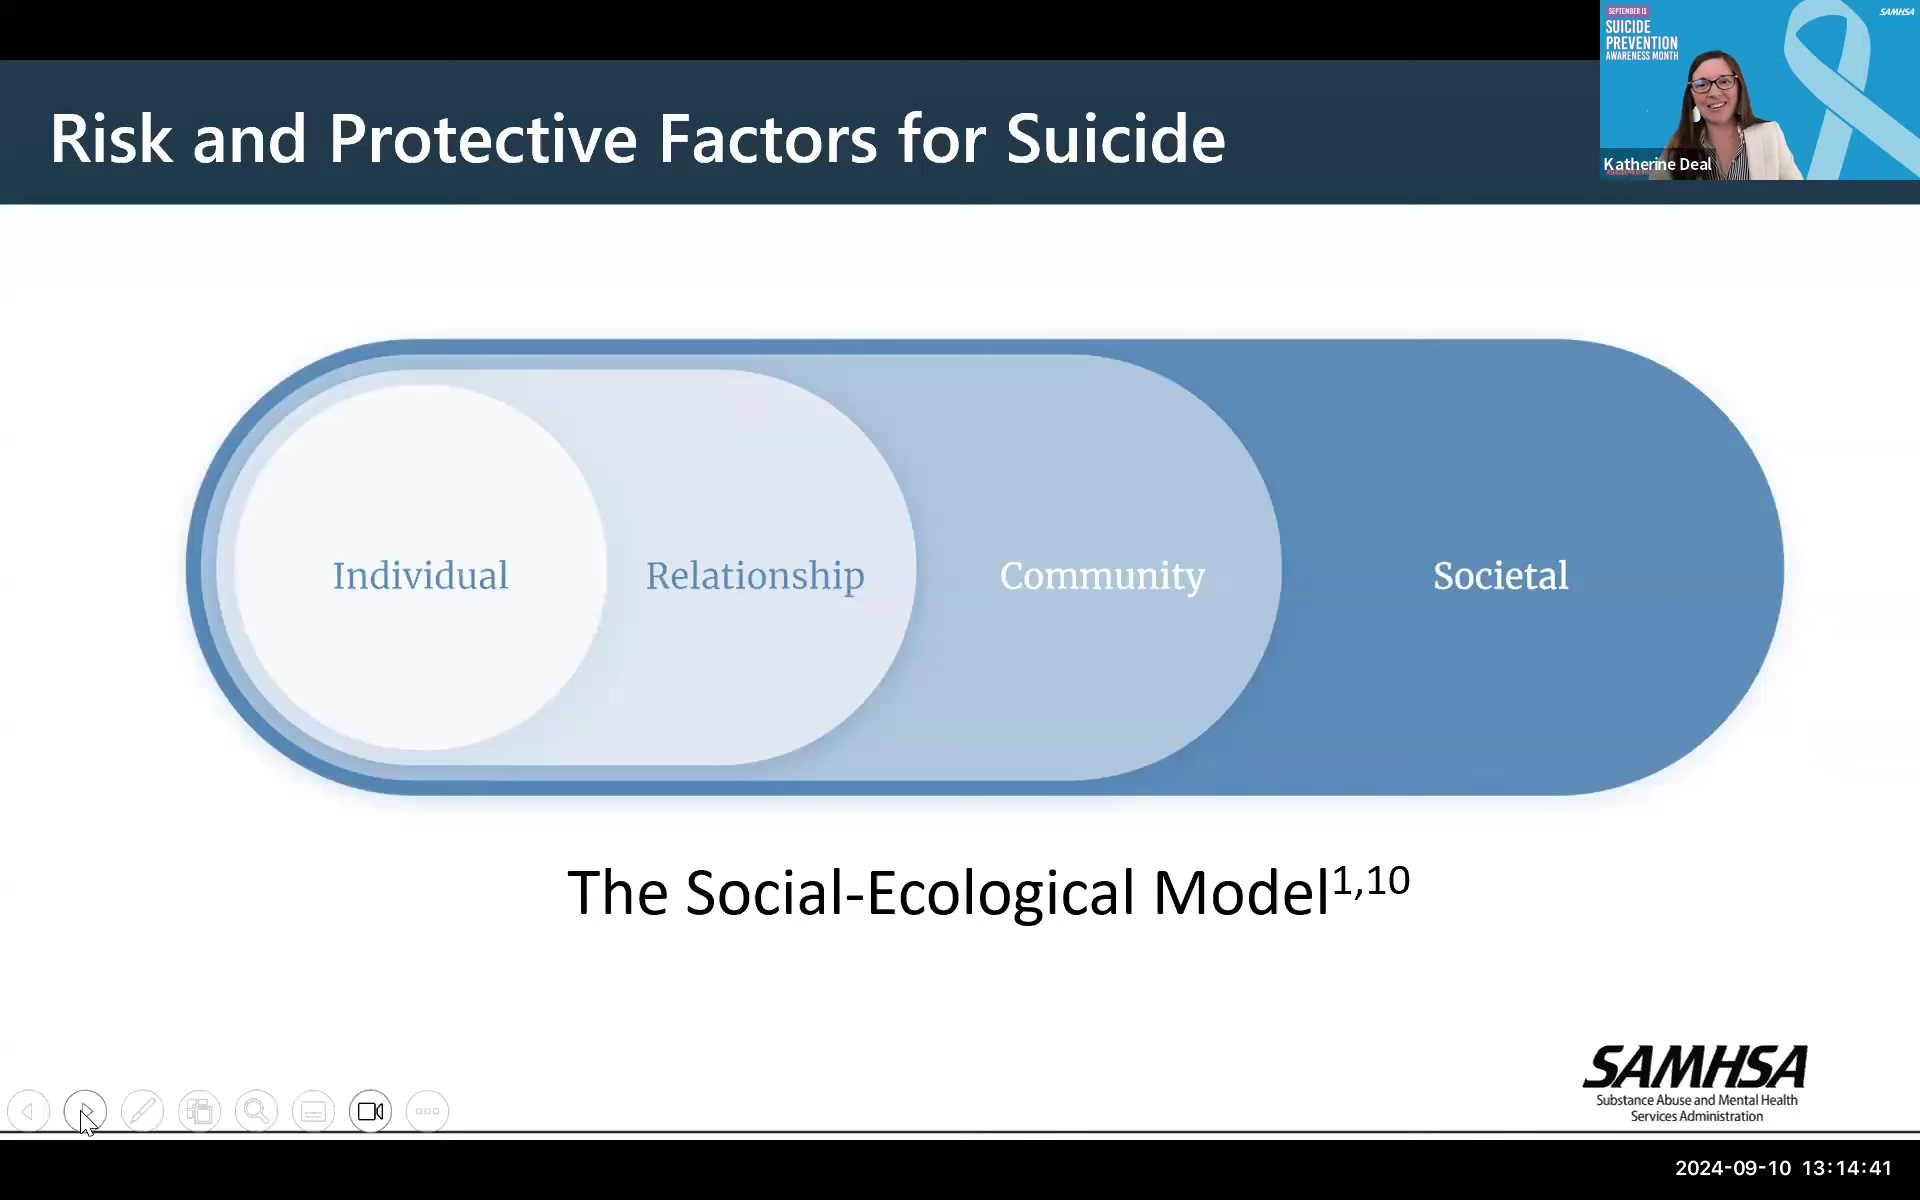 SEPTEMBER IS
SUICIDE
PREVENTION
AWARENESS MONTH
SAMHSA
Katherine Deal
Risk and Protective Factors for Suicide
Individual
Relationship
Community
Societal
The Social-Ecological Model1,10
SAMHSA
Substance Abuse and Mental Health
Services Administration
2024-09-10 13:14:41